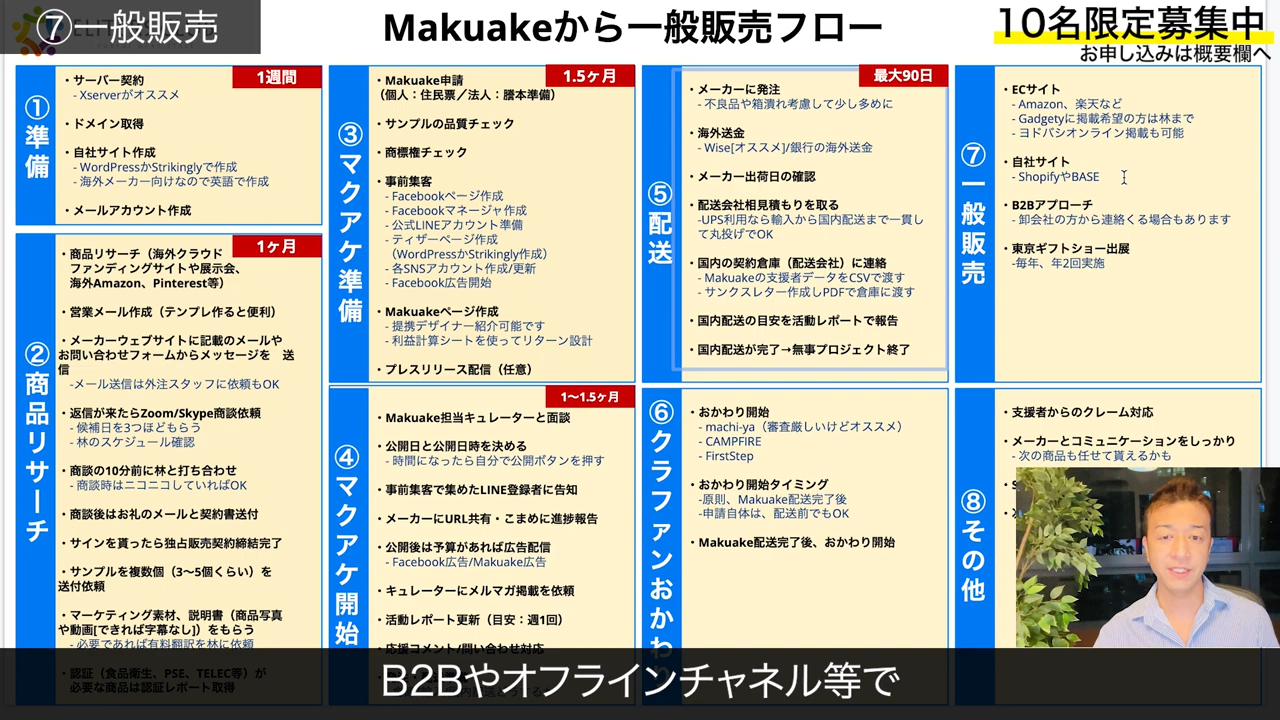 ⑦一般販売
Makuakeから一般販売フロー
10名限定募集中
お申し込みは概要欄へ
①準備
1週間
・サーバー契約
- Xserverがオススメ
・ドメイン取得
・自社サイト作成
- WordPressかStrikinglyで作成
- 海外メーカー向けなので英語で作成
・メールアカウント作成
②商品リサーチ
1ヶ月
・商品リサーチ（海外クラウド
ファンディングサイトや展示会、
海外Amazon、Pinterest等）
・営業メール作成（テンプレ作ると便利）
・メーカーウェブサイトに記載のメールや
お問い合わせフォームからメッセージを　送
信
-メール送信は外注スタッフに依頼もOK
・返信が来たらZoom/Skype商談依頼
- 候補日を3つほどもらう
- 林のスケジュール確認
・商談の10分前に林と打ち合わせ
- 商談時はニコニコしていればOK
・商談後はお礼のメールと契約書送付
・サインを貰ったら独占販売契約締結完了
・サンプルを複数個（3〜5個くらい）を
送付依頼
・マーケティング素材、説明書（商品写真
や動画[できれば字幕なし]）をもらう
- 必要であれば有料翻訳を林に依頼
・認証（食品衛生、PSE、TELEC等）が
必要な商品は認証レポート取得
③マクアケ準備
1.5ヶ月
・Makuake申請
（個人：住民票／法人：謄本準備）
・サンプルの品質チェック
・商標権チェック
・事前集客
- Facebookページ作成
- Facebookマネージャ作成
- 公式LINEアカウント準備
- ティザーページ作成
（WordPressかStrikingly作成）
- 各SNSアカウント作成/更新
- Facebook広告開始
・Makuakeページ作成
- 提携デザイナー紹介可能です
- 利益計算シートを使ってリターン設計
・プレスリリース配信（任意）
④マクアケ開始
1〜1.5ヶ月
・Makuake担当キュレーターと面談
・公開日と公開日時を決める
- 時間になったら自分で公開ボタンを押す
・事前集客で集めたLINE登録者に告知
・メーカーにURL共有・こまめに進捗報告
・公開後は予算があれば広告配信
- Facebook広告/Makuake広告
・キュレーターにメルマガ掲載を依頼
・活動レポート更新（目安：週1回）
・応援コメント/問い合わせ対応
⑤配送
最大90日
・メーカーに発注
- 不良品や箱潰れ考慮して少し多めに
・海外送金
- Wise[オススメ]/銀行の海外送金
・メーカー出荷日の確認
・配送会社相見積もりを取る
-UPS利用なら輸入から国内配送まで一貫し
て丸投げでOK
・国内の契約倉庫（配送会社）に連絡
- Makuakeの支援者データをCSVで渡す
- サンクスレター作成しPDFで倉庫に渡す
・国内配送の目安を活動レポートで報告
・国内配送が完了→無事プロジェクト終了
⑥クラファンおかわり
・おかわり開始
- machi-ya（審査厳しいけどオススメ）
- CAMPFIRE
- FirstStep
・おかわり開始タイミング
-原則、Makuake配送完了後
-申請自体は、配送前でもOK
・Makuake配送完了後、おかわり開始
⑦一般販売
・ECサイト
- Amazon、楽天など
- Gadgetyに掲載希望の方は林まで
- ヨドバシオンライン掲載も可能
・自社サイト
- ShopifyやBASE
・B2Bアプローチ
- 卸会社の方から連絡くる場合もあります
・東京ギフトショー出展
-毎年、年2回実施
⑧その他
・支援者からのクレーム対応
・メーカーとコミュニケーションをしっかり
- 次の商品も任せて貰えるかも
B2Bやオフラインチャネル等で